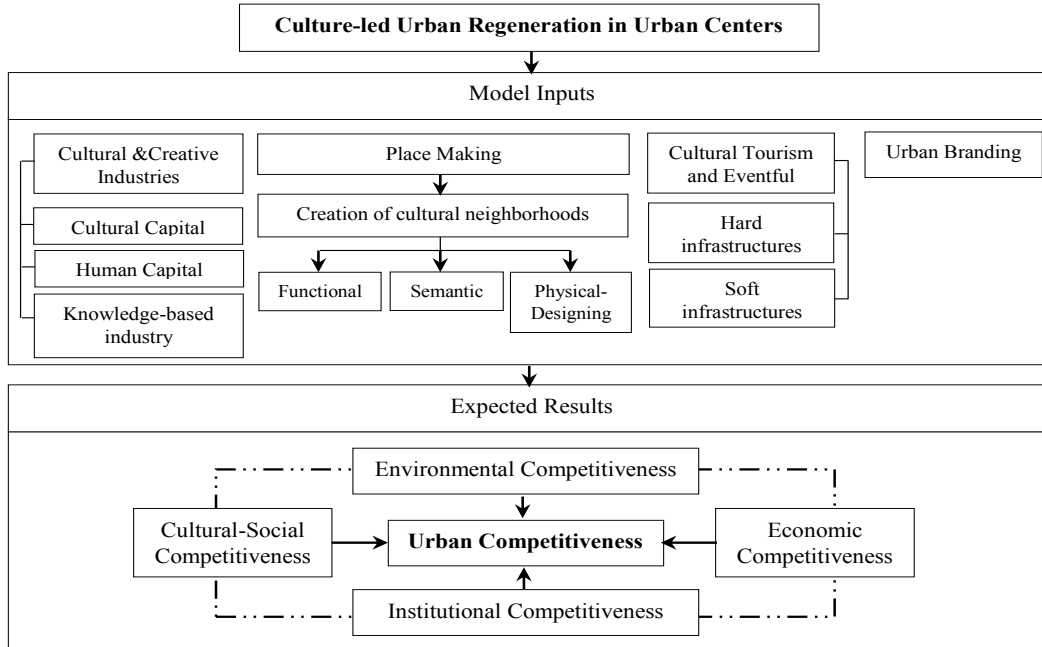 Culture-led Urban Regeneration in Urban Centers
Model Inputs
Cultural &Creative
Industries
Cultural Capital
Human Capital
Knowledge-based
industry
Place Making
Creation of cultural neighborhoods
Functional
Semantic
Physical-
Designing
Cultural Tourism
and Eventful
Hard
infrastructures
Soft
infrastructures
Urban Branding
Expected Results
Environmental Competitiveness
Cultural-Social
Competitiveness
Urban Competitiveness
Economic
Competitiveness
Institutional Competitiveness